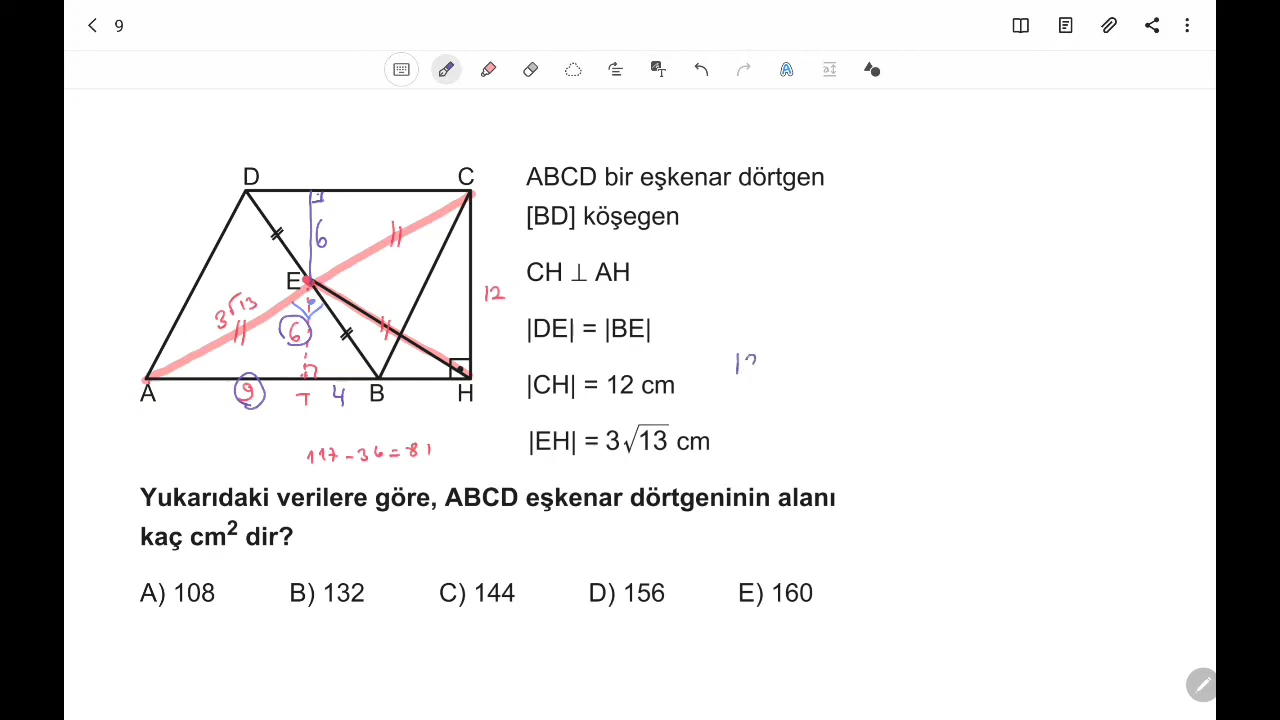 9
D
C
ABCD bir eşkenar dörtgen
[BD] köşegen
6
CH ⊥ AH
E
3√13
6
12
|DE| = |BE|
|CH| = 12 cm
A
9
T
4
B
H
|EH| = 3√13 cm
117 - 36 = 81
Yukarıdaki verilere göre, ABCD eşkenar dörtgeninin alanı
kaç cm² dir?
A) 108 B) 132 C) 144 D) 156 E) 160